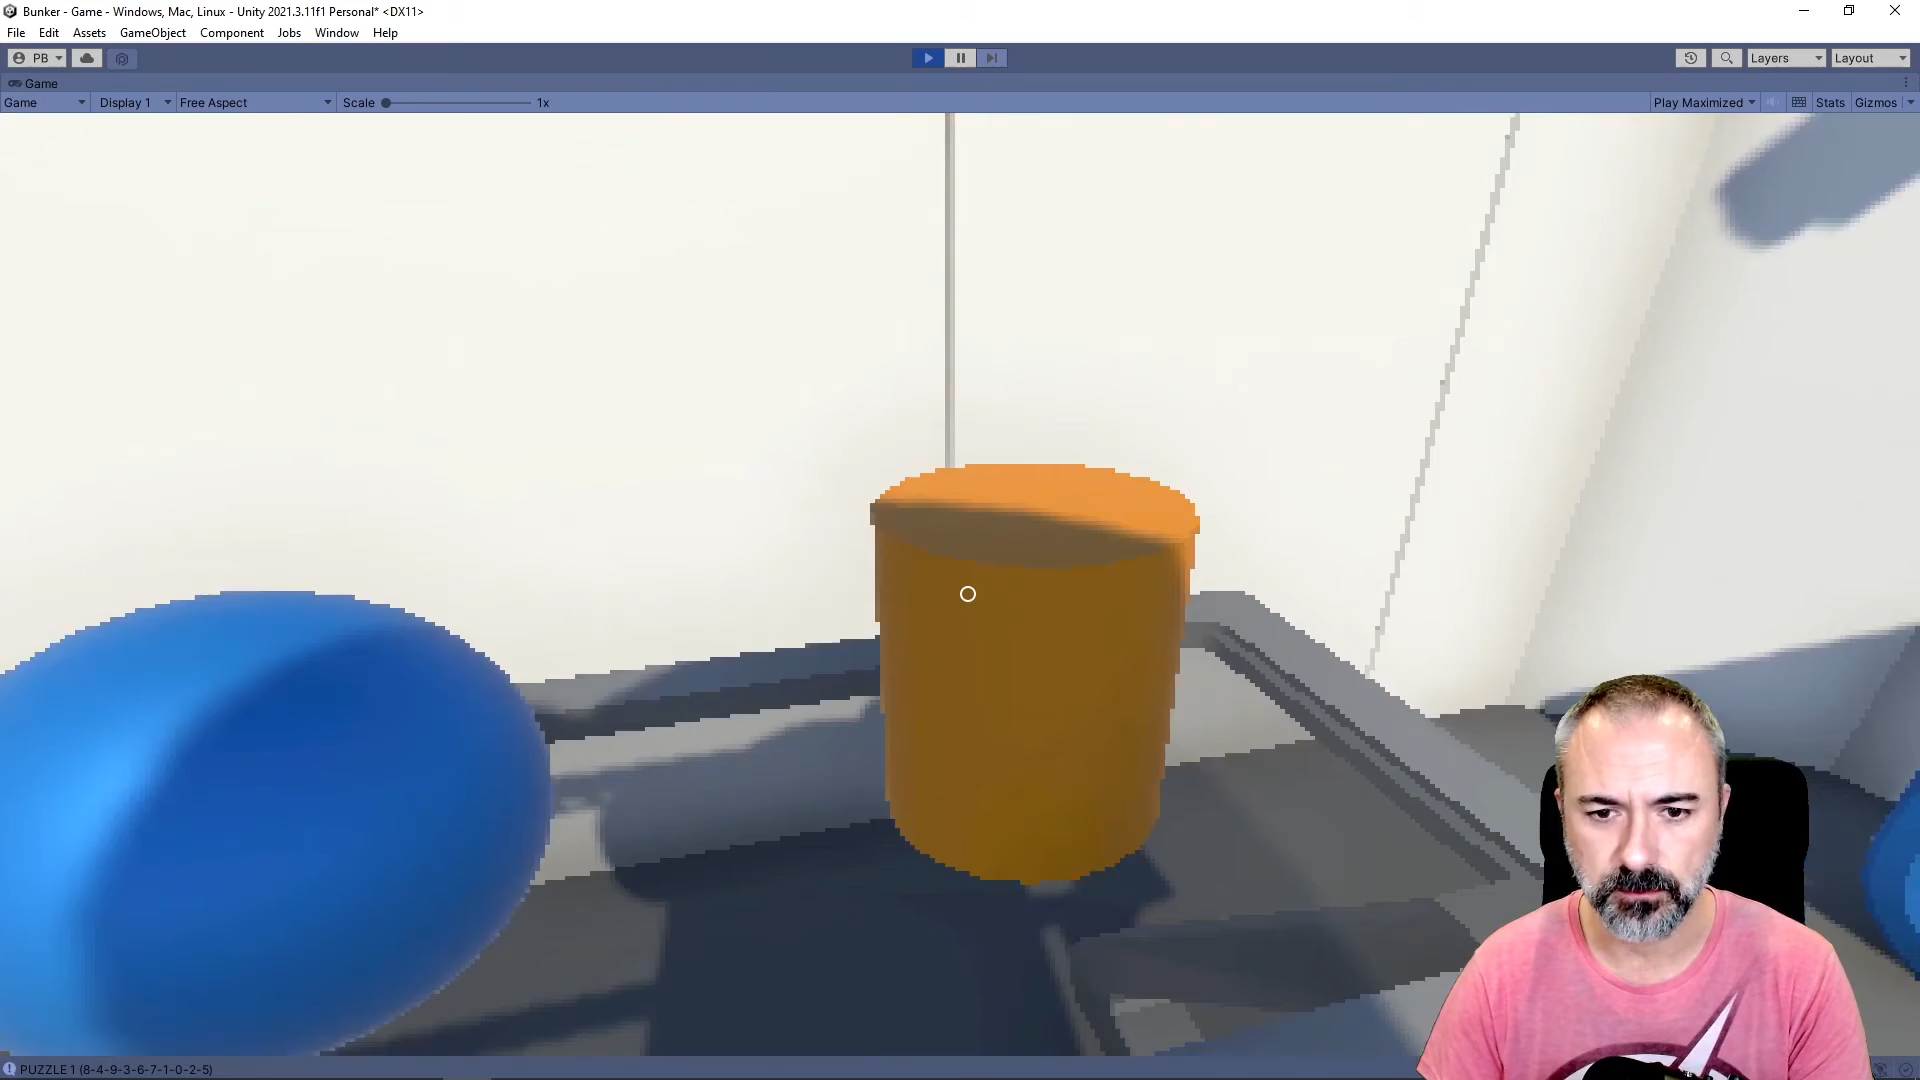 Bunker - Game - Windows, Mac, Linux - Unity 2021.3.11f1 Personal* <DX11>
File Edit Assets GameObject Component Jobs Window Help
PB Layers Layout
Game
Game Display 1 Free Aspect Scale 1x Play Maximized Stats Gizmos
PUZZLE 1 (8-4-9-3-6-7-1-0-2-5)